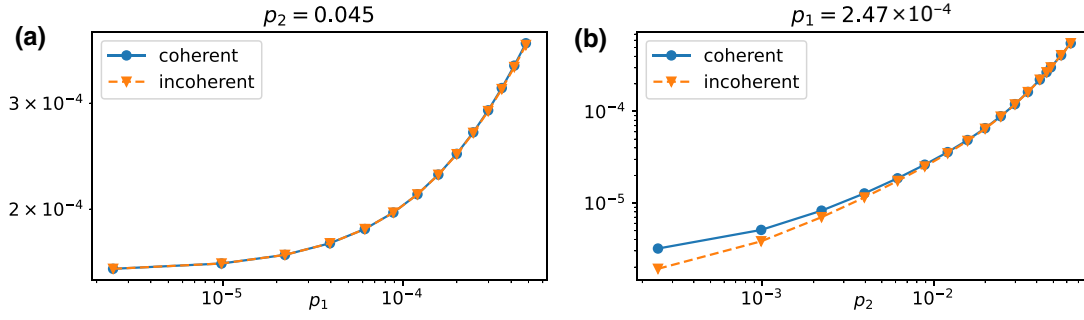 (a)
p₂ = 0.045
coherent
incoherent
3 × 10⁻⁴
2 × 10⁻⁴
10⁻⁵
10⁻⁴
p₁
(b)
p₁ = 2.47×10⁻⁴
coherent
incoherent
10⁻⁴
10⁻⁵
10⁻³
10⁻²
p₂